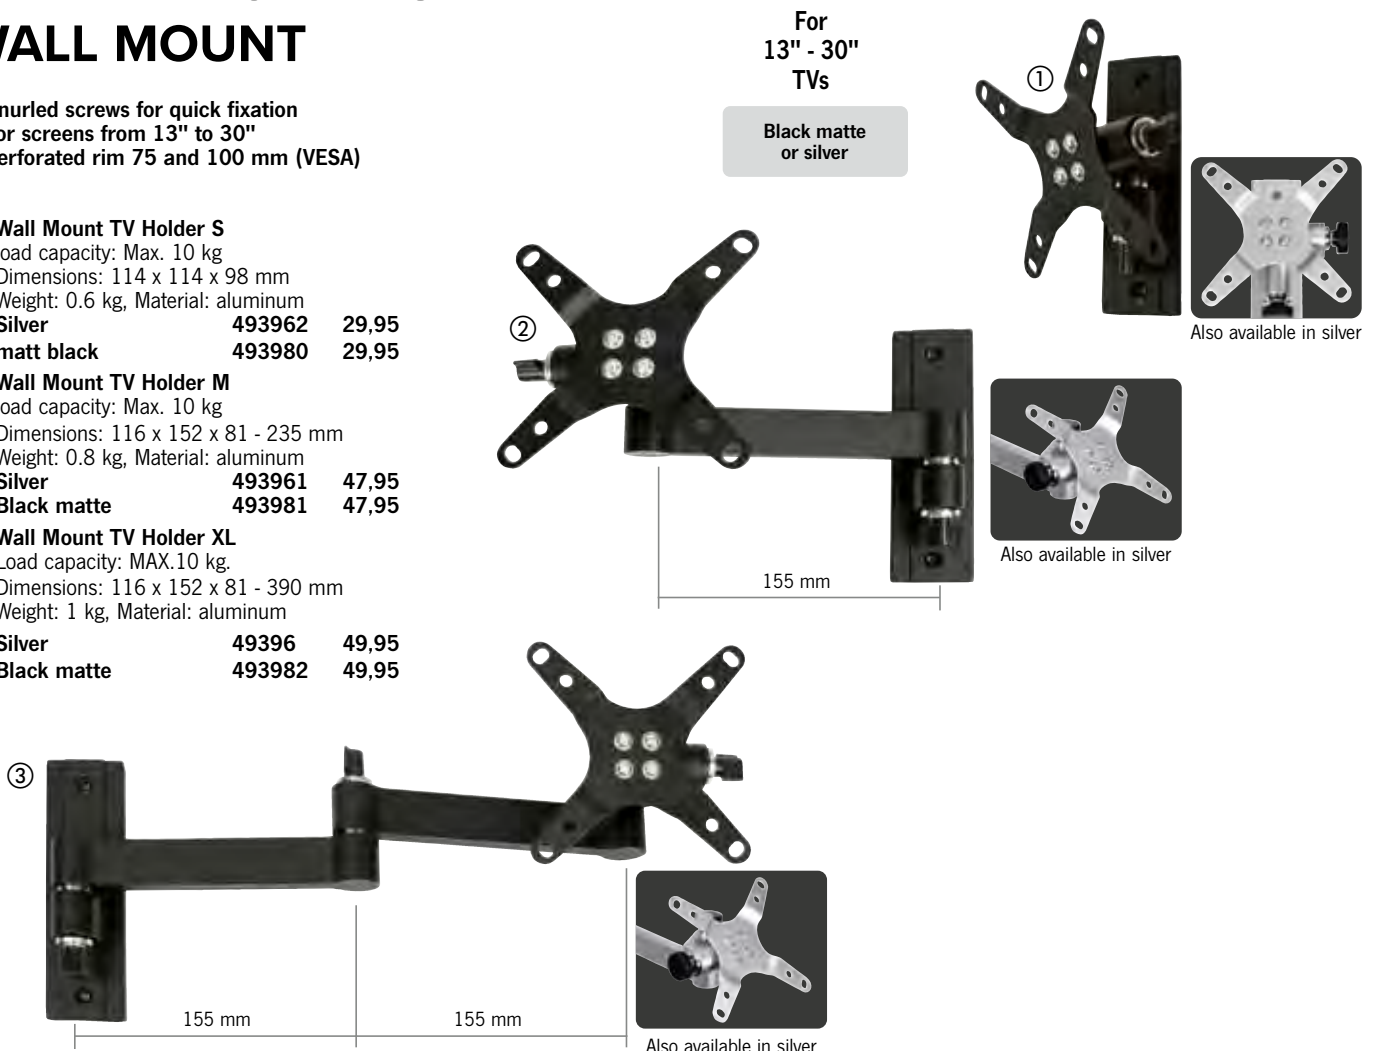 WALL MOUNT
nurled screws for quick fixation
or screens from 13" to 30"
erforated rim 75 and 100 mm (VESA)
Wall Mount TV Holder S
oad capacity: Max. 10 kg
Dimensions: 114 x 114 x 98 mm
Weight: 0.6 kg, Material: aluminum
Silver 493962 29,95
matt black 493980 29,95
Wall Mount TV Holder M
oad capacity: Max. 10 kg
Dimensions: 116 x 152 x 81 - 235 mm
Weight: 0.8 kg, Material: aluminum
Silver 493961 47,95
Black matte 493981 47,95
Wall Mount TV Holder XL
Load capacity: MAX.10 kg.
Dimensions: 116 x 152 x 81 - 390 mm
Weight: 1 kg, Material: aluminum
Silver 49396 49,95
Black matte 493982 49,95
For
13" - 30"
TVs
Black matte
or silver
①
Also available in silver
②
Also available in silver
155 mm
③
155 mm 155 mm
Also available in silver